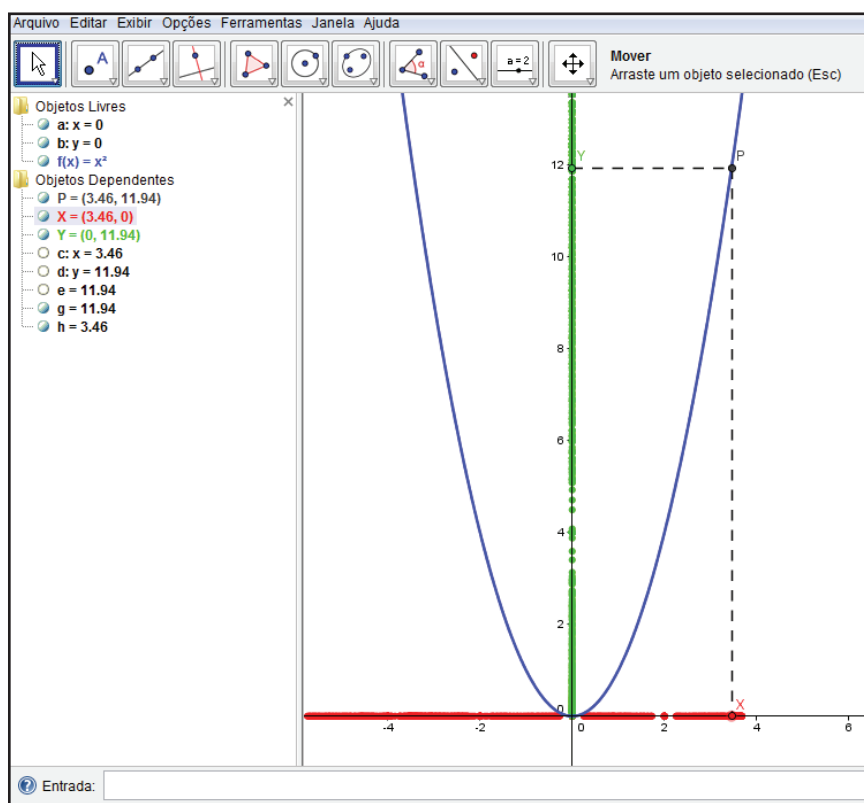 Arquivo Editar Exibir Opções Ferramentas Janela Ajuda
A
α
a = 2
Mover
Arraste um objeto selecionado (Esc)
Objetos Livres
a: x = 0
b: y = 0
f(x) = x²
Objetos Dependentes
P = (3.46, 11.94)
X = (3.46, 0)
Y = (0, 11.94)
c: x = 3.46
d: y = 11.94
e = 11.94
g = 11.94
h = 3.46
Y
P
12
10
8
6
4
2
0
X
-4 -2 0 2 4 6
Entrada: